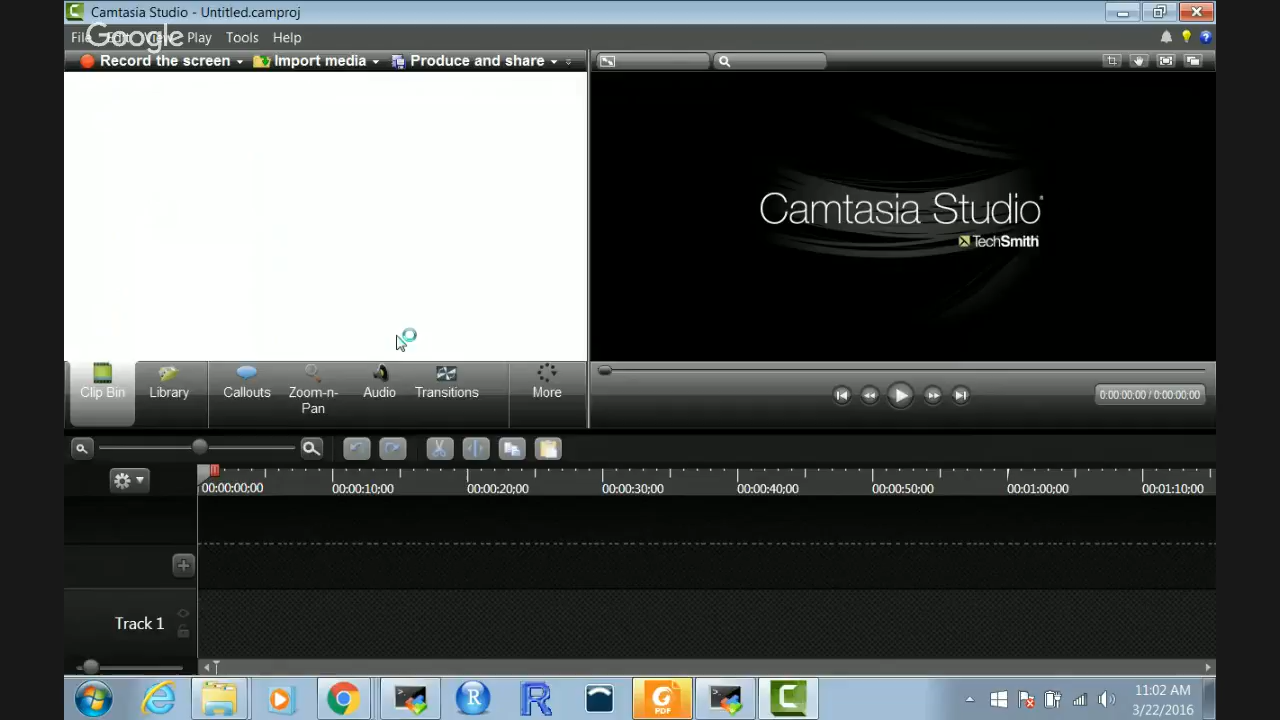 Camtasia Studio - Untitled.camproj
File Edit View Play Tools Help
Google
Record the screen Import media Produce and share
Camtasia Studio
TechSmith
Clip Bin Library Callouts Zoom-n-Pan Audio Transitions More
0:00:00;00 / 0:00:00;00
00:00:00;00 00:00:10;00 00:00:20;00 00:00:30;00 00:00:40;00 00:00:50;00 00:01:00;00 00:01:10;00
Track 1
PDF
11:02 AM
3/22/2016